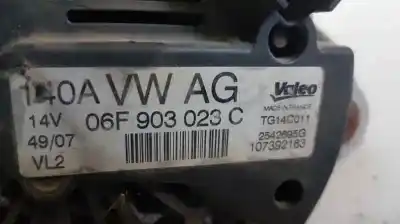 140A VW AG
Valeo
MADE IN FRANCE
14V 06F 903 023 C
TG14C011
49/07
2542695G
VL2
107392183